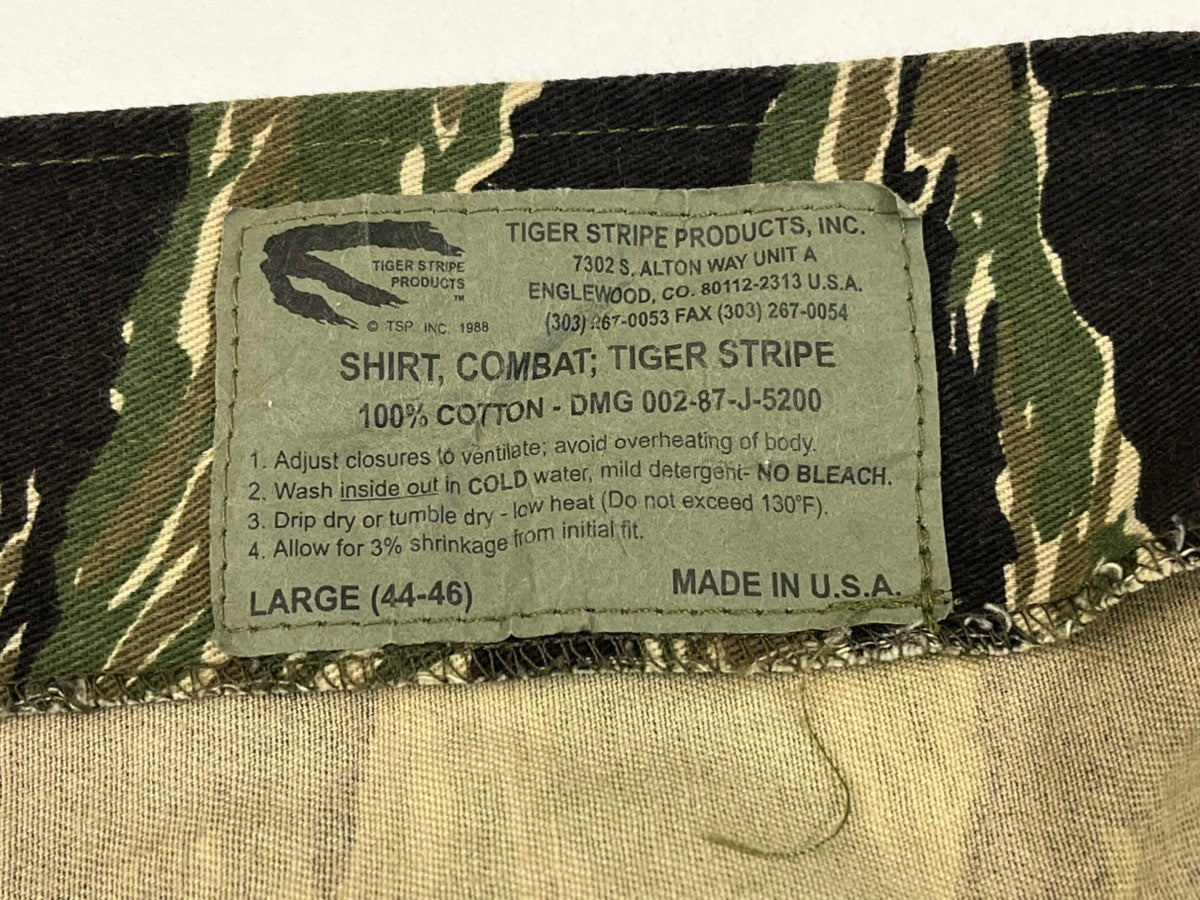 TIGER STRIPE
PRODUCTS
™
© TSP. INC. 1988
TIGER STRIPE PRODUCTS, INC.
7302 S. ALTON WAY UNIT A
ENGLEWOOD, CO. 80112-2313 U.S.A.
(303) 267-0053 FAX (303) 267-0054
SHIRT, COMBAT; TIGER STRIPE
100% COTTON - DMG 002-87-J-5200
1. Adjust closures to ventilate; avoid overheating of body.
2. Wash inside out in COLD water, mild detergent- NO BLEACH.
3. Drip dry or tumble dry - low heat (Do not exceed 130°F).
4. Allow for 3% shrinkage from initial fit.
LARGE (44-46)
MADE IN U.S.A.